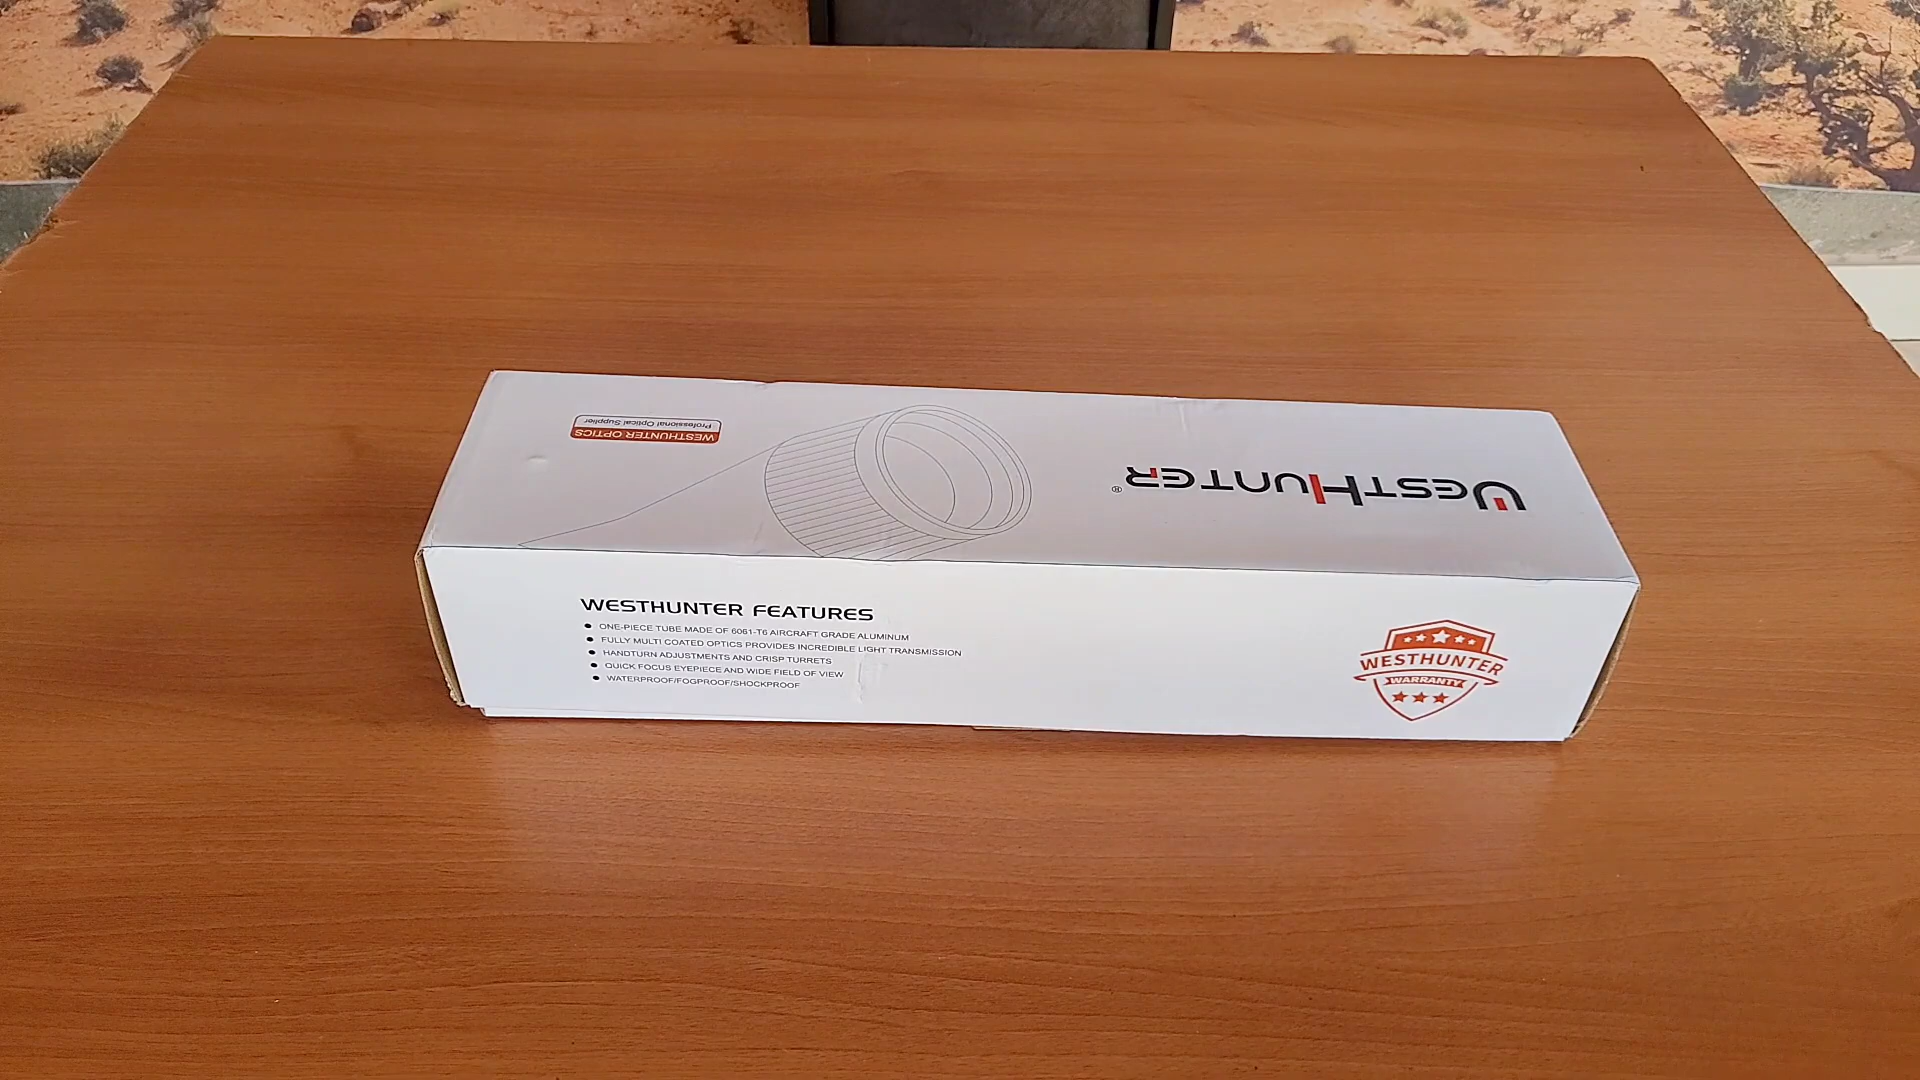 WESTHUNTER OPTICS
Professional Optical Supplier
WESTHUNTER®
WESTHUNTER FEATURES
● ONE-PIECE TUBE MADE OF 6061-T6 AIRCRAFT GRADE ALUMINUM
● FULLY MULTI COATED OPTICS PROVIDES INCREDIBLE LIGHT TRANSMISSION
● HANDTURN ADJUSTMENTS AND CRISP TURRETS
● QUICK FOCUS EYEPIECE AND WIDE FIELD OF VIEW
● WATERPROOF/FOGPROOF/SHOCKPROOF
WESTHUNTER
WARRANTY